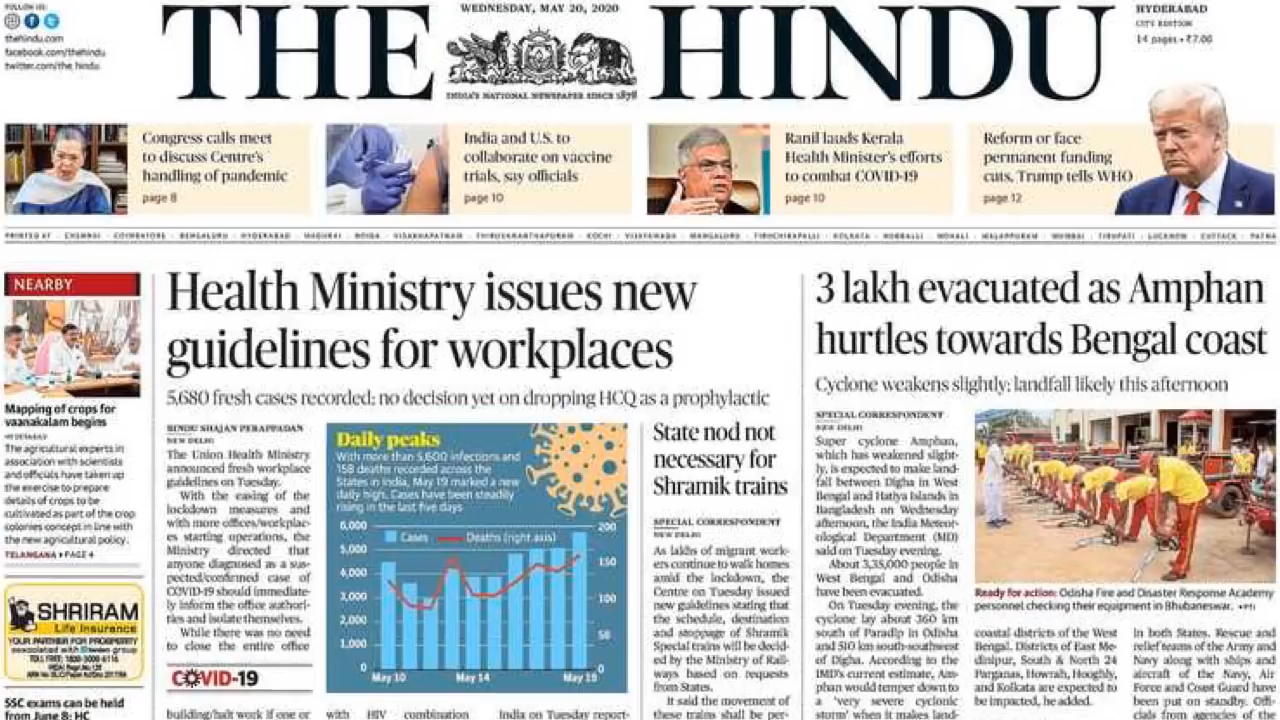 FOLLOW US:
thehindu.com
facebook.com/thehindu
twitter.com/the_hindu
WEDNESDAY, MAY 20, 2020
THE HINDU
INDIA'S NATIONAL NEWSPAPER SINCE 1878
HYDERABAD
CITY EDITION
14 pages • ₹7.00
Congress calls meet
to discuss Centre's
handling of pandemic
page 8
India and U.S. to
collaborate on vaccine
trials, say officials
page 10
Ranil lauds Kerala
Health Minister's efforts
to combat COVID-19
page 10
Reform or face
permanent funding
cuts, Trump tells WHO
page 12
PRINTED AT • CHENNAI • COIMBATORE • BENGALURU • HYDERABAD • MADURAI • NOIDA • VISAKHAPATNAM • THIRUVANANTHAPURAM • KOCHI • VIJAYAWADA • MANGALURU • TIRUCHIRAPALLI • KOLKATA • HUBBALLI • MOHALI • MALAPPURAM • MUMBAI • TIRUPATI • LUCKNOW • CUTTACK • PATNA
NEARBY
Mapping of crops for
vaanakalam begins
HYDERABAD
The agricultural experts in
association with scientists
and officials have taken up
the exercise to prepare
details of crops to be
cultivated as part of the crop
colonies concept in line with
the new agricultural policy.
TELANGANA ▸ PAGE 4
SHRIRAM
Life Insurance
YOUR PARTNER FOR PROSPERITY
SSC exams can be held
from June 8: HC
Health Ministry issues new
guidelines for workplaces
5,680 fresh cases recorded; no decision yet on dropping HCQ as a prophylactic
BINDU SHAJAN PERAPPADAN
NEW DELHI
The Union Health Ministry
announced fresh workplace
guidelines on Tuesday.
With the easing of the
lockdown measures and
with more offices/workplac-
es starting operations, the
Ministry directed that
anyone diagnosed as a sus-
pected/confirmed case of
COVID-19 should immediate-
ly inform the office authori-
ties and isolate themselves.
While there was no need
to close the entire office
COVID-19
building/halt work if one or
Daily peaks
With more than 5,600 infections and
158 deaths recorded across the
States in India, May 19 marked a new
daily high. Cases have been steadily
rising in the last five days
Cases
Deaths (right axis)
6,000
5,000
4,000
3,000
2,000
1,000
0
200
150
100
50
0
May 10
May 14
May 19
with HIV combination
India on Tuesday report-
State nod not
necessary for
Shramik trains
SPECIAL CORRESPONDENT
NEW DELHI
As lakhs of migrant work-
ers continue to walk homes
amid the lockdown, the
Centre on Tuesday issued
new guidelines stating that
the schedule, destination
and stoppage of Shramik
Special trains will be decid-
ed by the Ministry of Rail-
ways based on requests
from States.
It said the movement of
these trains shall be per-
3 lakh evacuated as Amphan
hurtles towards Bengal coast
Cyclone weakens slightly; landfall likely this afternoon
SPECIAL CORRESPONDENT
NEW DELHI
Super cyclone Amphan,
which has weakened slight-
ly, is expected to make land-
fall between Digha in West
Bengal and Hatiya Islands in
Bangladesh on Wednesday
afternoon, the India Meteor-
ological Department (MD)
said on Tuesday evening.
About 3,35,000 people in
West Bengal and Odisha
have been evacuated.
On Tuesday evening, the
cyclone lay about 360 km
south of Paradip in Odisha
and 510 km south-southwest
of Digha. According to the
IMD's current estimate, Am-
phan would temper down to
a 'very severe cyclonic
storm' when it makes land-
Ready for action: Odisha Fire and Disaster Response Academy
personnel checking their equipment in Bhubaneswar. •PTI
coastal districts of the West
Bengal. Districts of East Me-
dinipur, South & North 24
Parganas, Howrah, Hooghly,
and Kolkata are expected to
be impacted, he added.
in both States. Rescue and
relief teams of the Army and
Navy along with ships and
aircraft of the Navy, Air
Force and Coast Guard have
been put on standby. Offi-
cials from agencies of the